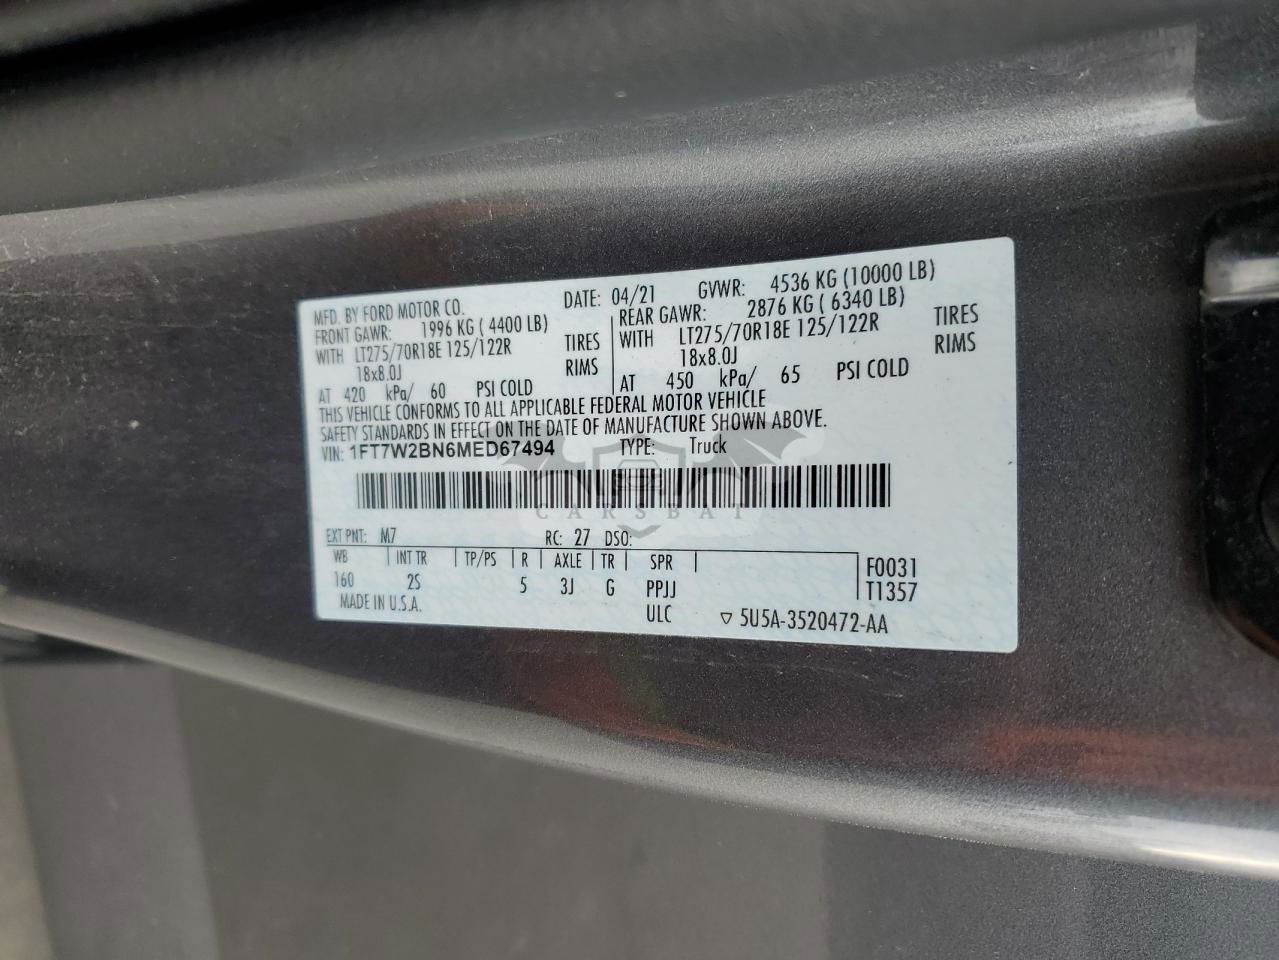 MFD. BY FORD MOTOR CO.
DATE: 04/21
GVWR: 4536 KG (10000 LB)
FRONT GAWR: 1996 KG ( 4400 LB)
REAR GAWR: 2876 KG ( 6340 LB)
WITH LT275/70R18E 125/122R TIRES
WITH LT275/70R18E 125/122R TIRES
18x8.0J RIMS
18x8.0J RIMS
AT 420 kPa/ 60 PSI COLD
AT 450 kPa/ 65 PSI COLD
THIS VEHICLE CONFORMS TO ALL APPLICABLE FEDERAL MOTOR VEHICLE
SAFETY STANDARDS IN EFFECT ON THE DATE OF MANUFACTURE SHOWN ABOVE.
VIN: 1FT7W2BN6MED67494 TYPE: Truck
CARSBAT
EXT PNT: M7 RC: 27 DSO:
WB INT TR TP/PS R AXLE TR SPR
F0031
160 2S 5 3J G PPJJ
T1357
MADE IN U.S.A. ULC
5U5A-3520472-AA